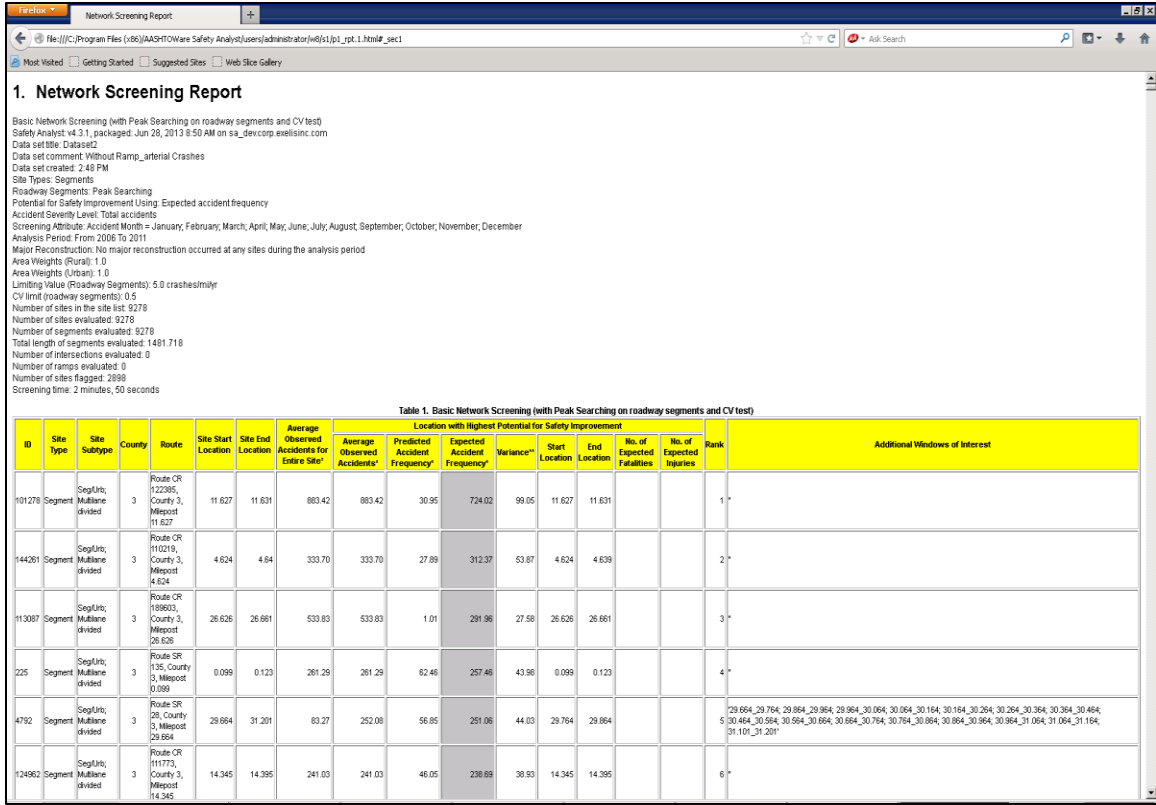 Firefox
Network Screening Report
+
file:///C:/Program Files (x86)/AASHTOWare Safety Analyst/users/administrator/w8/s1/p1_rpt.1.html#_sec1
Ask Search
Most Visited Getting Started Suggested Sites Web Slice Gallery
1. Network Screening Report
Basic Network Screening (with Peak Searching on roadway segments and CV test)
Safety Analyst: v4.3.1, packaged: Jun 28, 2013 8:50 AM on sa_dev.corp.exelisinc.com
Data set title: Dataset2
Data set comment: Without Ramp_arterial Crashes
Data set created: 2:48 PM
Site Types: Segments
Roadway Segments: Peak Searching
Potential for Safety Improvement Using: Expected accident frequency
Accident Severity Level: Total accidents
Screening Attribute: Accident Month = January; February; March; April; May; June; July; August; September; October; November; December
Analysis Period: From 2006 To 2011
Major Reconstruction: No major reconstruction occurred at any sites during the analysis period
Area Weights (Rural): 1.0
Area Weights (Urban): 1.0
Limiting Value (Roadway Segments): 5.0 crashes/mi/yr
CV limit (roadway segments): 0.5
Number of sites in the site list: 9278
Number of sites evaluated: 9278
Number of segments evaluated: 9278
Total length of segments evaluated: 1481.718
Number of intersections evaluated: 0
Number of ramps evaluated: 0
Number of sites flagged: 2898
Screening time: 2 minutes, 50 seconds
Table 1. Basic Network Screening (with Peak Searching on roadway segments and CV test)
ID Site Type Site Subtype County Route Site Start Location Site End Location Average Observed Accidents for Entire Site* Location with Highest Potential for Safety Improvement Rank Additional Windows of Interest
Average Observed Accidents* Predicted Accident Frequency* Expected Accident Frequency* Variance** Start Location End Location No. of Expected Fatalities No. of Expected Injuries
101278 Segment Seg/Urb; Multilane divided 3 Route CR 122385, County 3, Milepost 11.627 11.627 11.631 883.42 883.42 30.95 724.02 99.05 11.627 11.631 1 *
144261 Segment Seg/Urb; Multilane divided 3 Route CR 110219, County 3, Milepost 4.624 4.624 4.64 333.70 333.70 27.89 312.37 53.87 4.624 4.639 2 *
113087 Segment Seg/Urb; Multilane divided 3 Route CR 189603, County 3, Milepost 26.626 26.626 26.661 533.83 533.83 1.01 291.96 27.58 26.626 26.661 3 *
225 Segment Seg/Urb; Multilane divided 3 Route SR 135, County 3, Milepost 0.099 0.099 0.123 261.29 261.29 62.46 257.46 43.98 0.099 0.123 4 *
4792 Segment Seg/Urb; Multilane divided 3 Route SR 28, County 3, Milepost 29.664 29.664 31.201 83.27 252.08 56.85 251.06 44.03 29.764 29.864 5 '29.664_29.764; 29.864_29.964; 29.964_30.064; 30.064_30.164; 30.164_30.264; 30.264_30.364; 30.364_30.464; 30.464_30.564; 30.564_30.664; 30.664_30.764; 30.764_30.864; 30.864_30.964; 30.964_31.064; 31.064_31.164; 31.101_31.201'
124962 Segment Seg/Urb; Multilane divided 3 Route CR 111773, County 3, Milepost 14.345 14.345 14.395 241.03 241.03 46.05 238.69 38.93 14.345 14.395 6 *